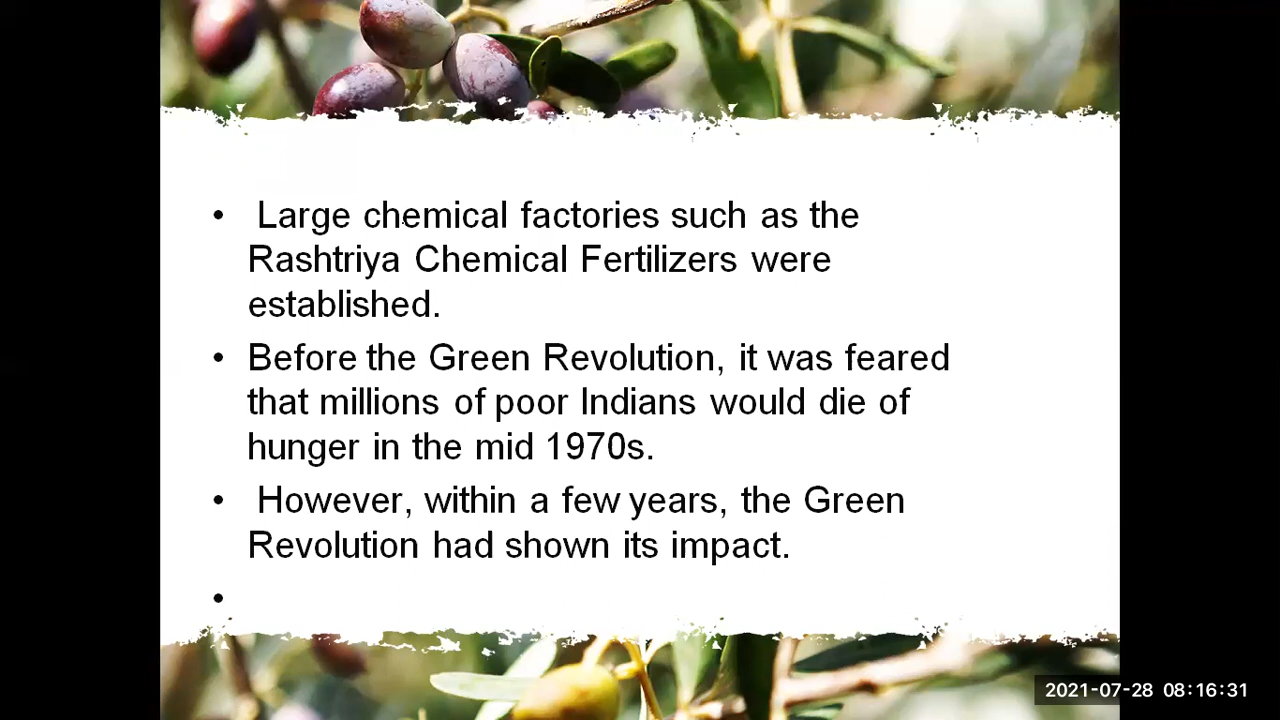 • Large chemical factories such as the
Rashtriya Chemical Fertilizers were
established.
• Before the Green Revolution, it was feared
that millions of poor Indians would die of
hunger in the mid 1970s.
• However, within a few years, the Green
Revolution had shown its impact.
•
2021-07-28 08:16:31